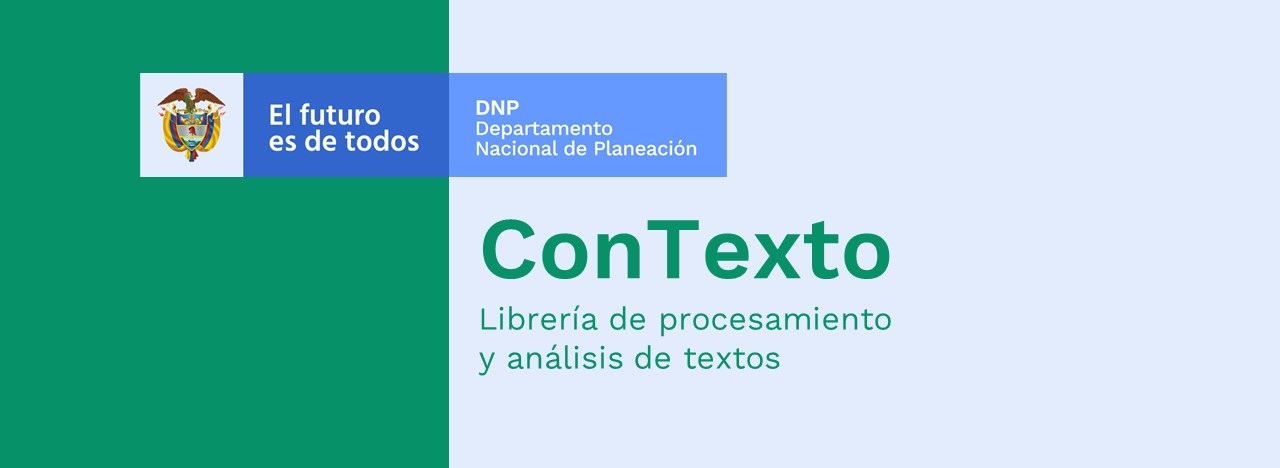 El futuro
es de todos
DNP
Departamento
Nacional de Planeación
ConTexto
Librería de procesamiento
y análisis de textos